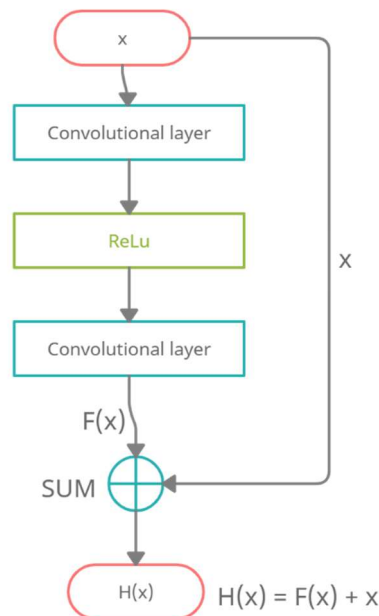 x
Convolutional layer
ReLu
x
Convolutional layer
F(x)
SUM
H(x)
H(x) = F(x) + x